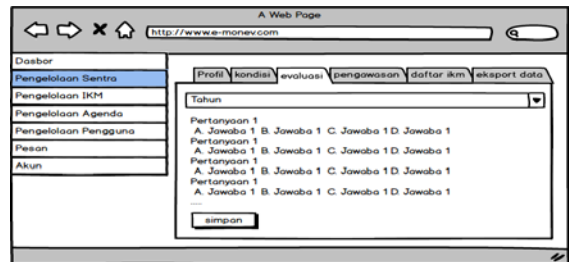 A Web Page
http://www.e-monev.com
Dasbor
Pengelolaan Sentra
Pengelolaan IKM
Pengelolaan Agenda
Pengelolaan Pengguna
Pesan
Akun
Profil kondisi evaluasi pengawasan daftar ikm eksport data
Tahun
Pertanyaan 1
A. Jawaba 1 B. Jawaba 1 C. Jawaba 1 D. Jawaba 1
Pertanyaan 1
A. Jawaba 1 B. Jawaba 1 C. Jawaba 1 D. Jawaba 1
Pertanyaan 1
A. Jawaba 1 B. Jawaba 1 C. Jawaba 1 D. Jawaba 1
Pertanyaan 1
A. Jawaba 1 B. Jawaba 1 C. Jawaba 1 D. Jawaba 1
....
simpan